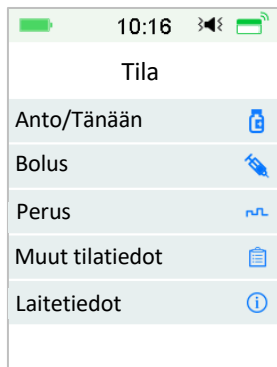 10:16
Tila
Anto/Tänään
Bolus
Perus
Muut tilatiedot
Laitetiedot